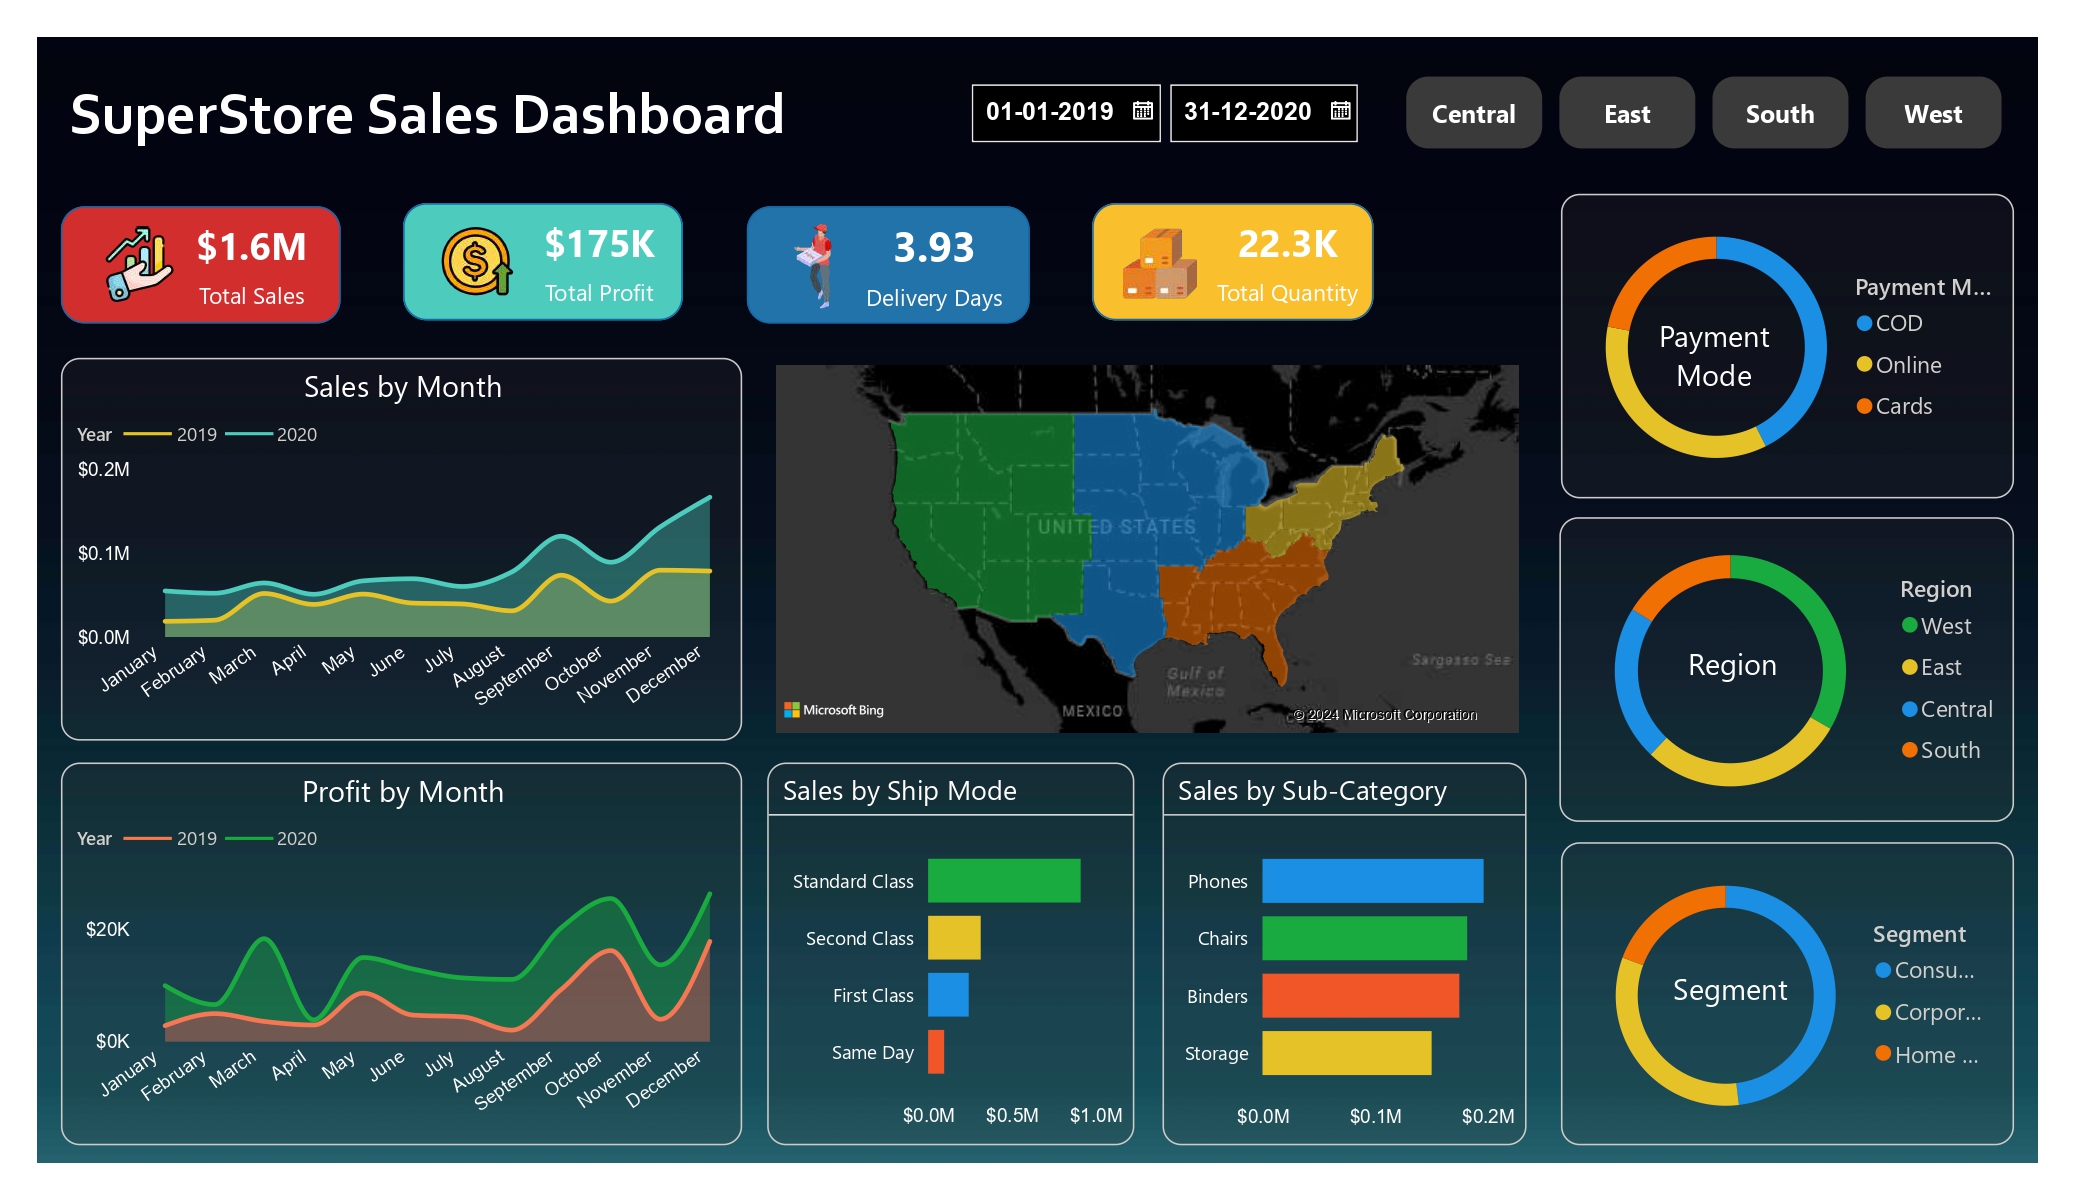 SuperStore Sales Dashboard
01-01-2019
31-12-2020
Central
East
South
West
$1.6M
Total Sales
$175K
Total Profit
3.93
Delivery Days
22.3K
Total Quantity
Payment
Mode
Payment M...
COD
Online
Cards
Sales by Month
Year 2019 2020
$0.2M
$0.1M
$0.0M
January
February
March
April
May
June
July
August
September
October
November
December
UNITED STATES
Gulf of
Mexico
Sargasso Sea
MEXICO
Microsoft Bing
© 2024 Microsoft Corporation
Region
Region
West
East
Central
South
Profit by Month
Year 2019 2020
$20K
$0K
January
February
March
April
May
June
July
August
September
October
November
December
Sales by Ship Mode
Standard Class
Second Class
First Class
Same Day
$0.0M $0.5M $1.0M
Sales by Sub-Category
Phones
Chairs
Binders
Storage
$0.0M $0.1M $0.2M
Segment
Segment
Consu...
Corpor...
Home ...